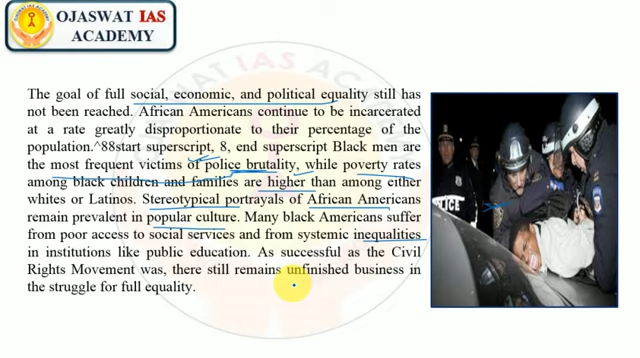 OJASWAT IAS
ACADEMY
The goal of full social, economic, and political equality still has
not been reached. African Americans continue to be incarcerated
at a rate greatly disproportionate to their percentage of the
population.^88start superscript, 8, end superscript Black men are
the most frequent victims of police brutality, while poverty rates
among black children and families are higher than among either
whites or Latinos. Stereotypical portrayals of African Americans
remain prevalent in popular culture. Many black Americans suffer
from poor access to social services and from systemic inequalities
in institutions like public education. As successful as the Civil
Rights Movement was, there still remains unfinished business in
the struggle for full equality.
POLICE